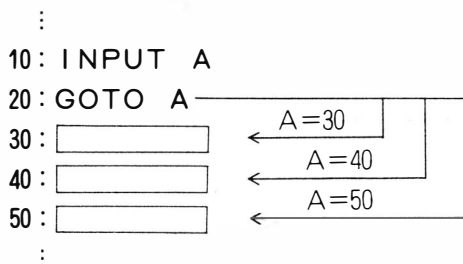 ⋮
10: INPUT A
20: GOTO A
30: A=30
40: A=40
50: A=50
⋮